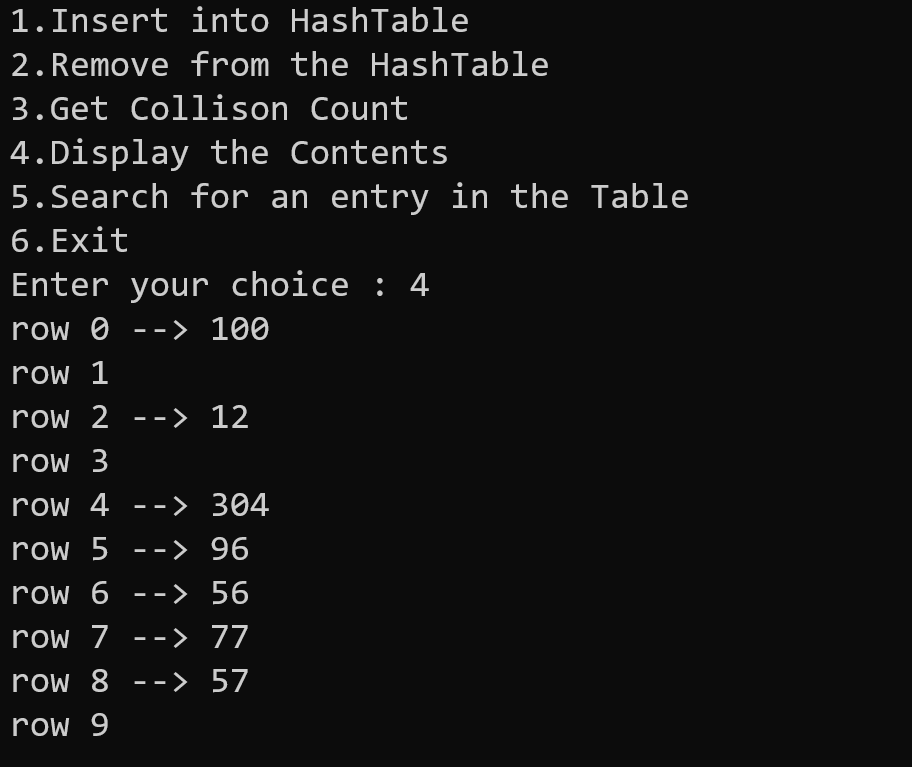 1.Insert into HashTable
2.Remove from the HashTable
3.Get Collison Count
4.Display the Contents
5.Search for an entry in the Table
6.Exit
Enter your choice : 4
row 0 --> 100
row 1
row 2 --> 12
row 3
row 4 --> 304
row 5 --> 96
row 6 --> 56
row 7 --> 77
row 8 --> 57
row 9